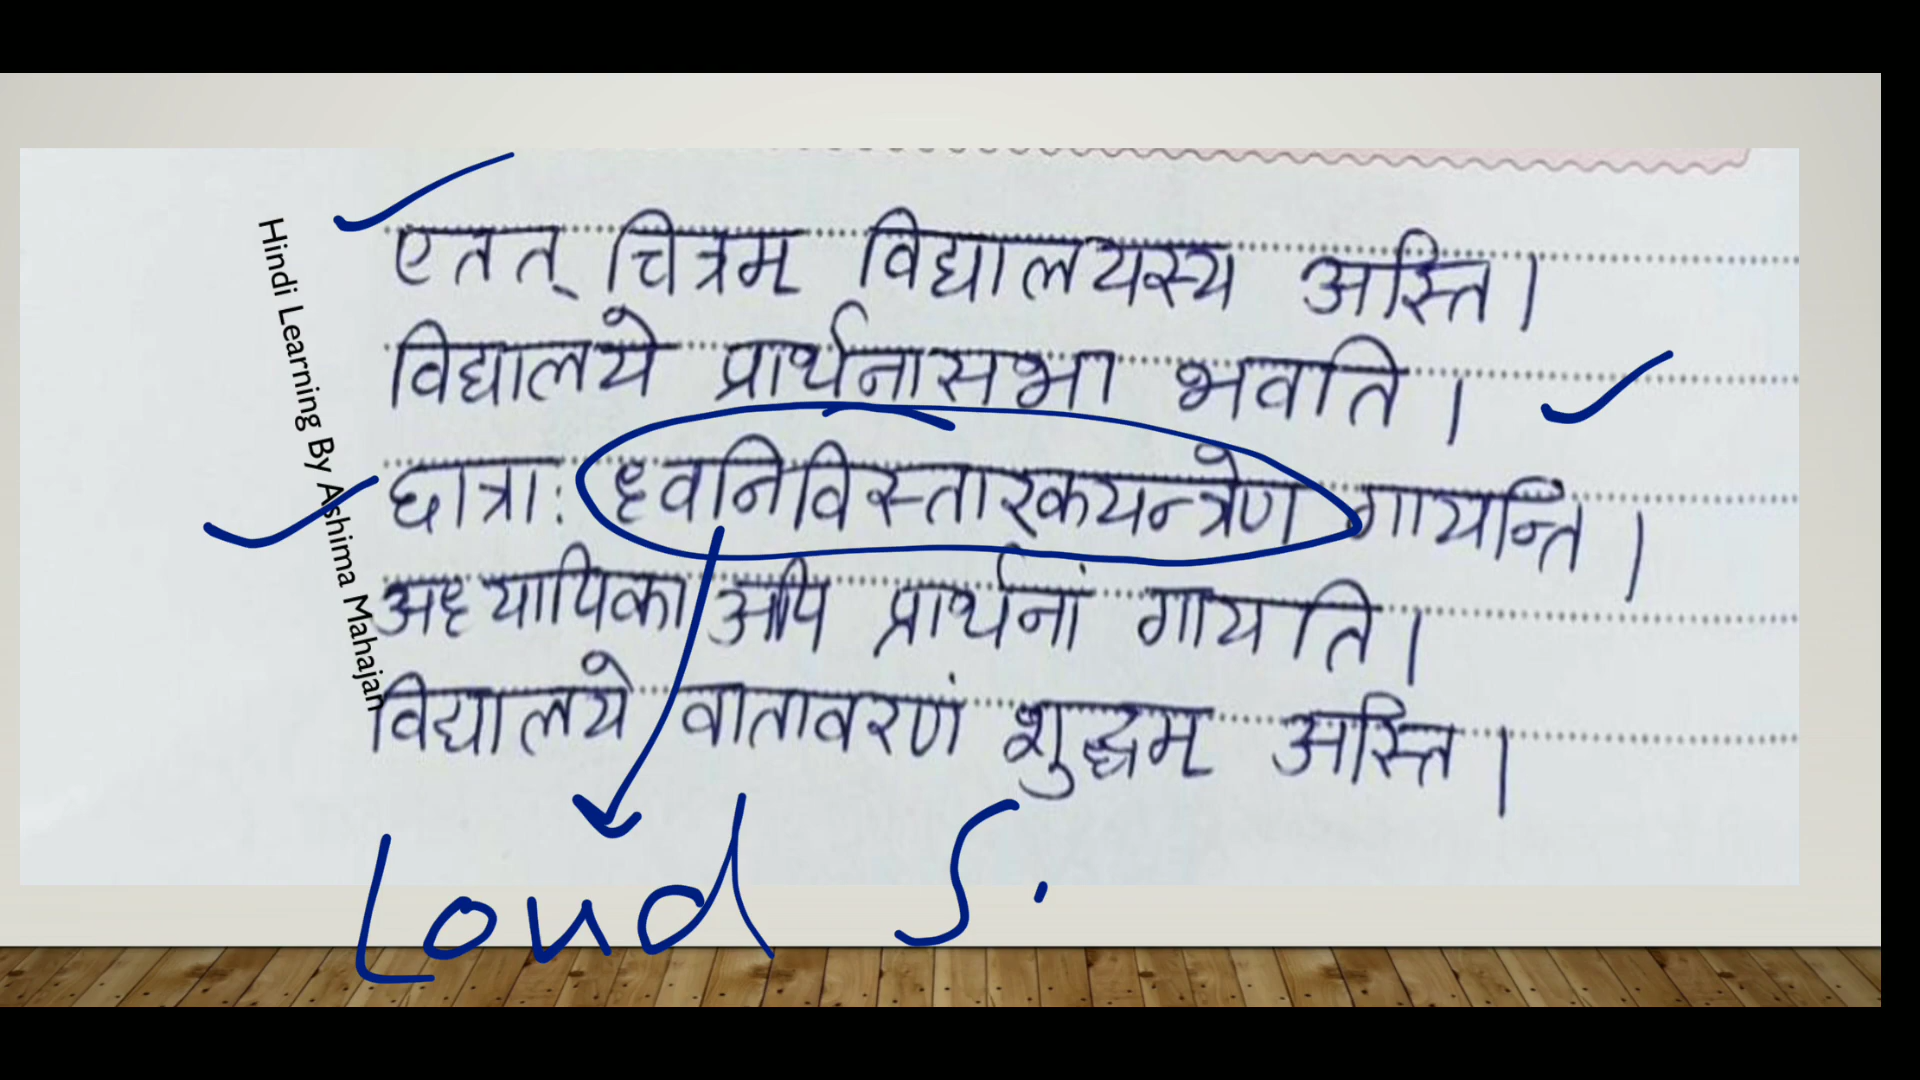 एतत् चित्रम् विद्यालयस्य अस्ति।
विद्यालये प्रार्थनासभा भवति।
छात्राः ध्वनिविस्तारकयन्त्रेण गायन्ति।
अध्यापिका अपि प्रार्थनां गायति।
विद्यालये वातावरणं शुद्धम् अस्ति।
Loud S.
Hindi Learning By Ashima Mahajan